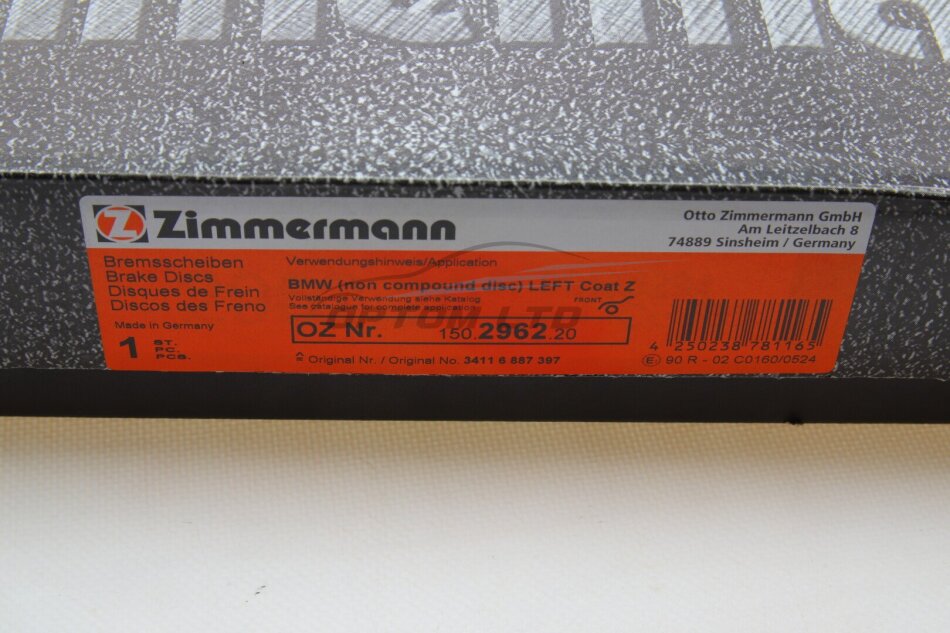 Zimmermann
Otto Zimmermann GmbH
Am Leitzelbach 8
74889 Sinsheim / Germany
Bremsscheiben
Brake Discs
Disques de Frein
Discos des Freno
Made in Germany
1 ST.
PC.
PCS.
Verwendungshinweis/Application
BMW (non compound disc) LEFT Coat Z
Vollständige Verwendung siehe Katalog
See catalogue for complete application
FRONT
OZ Nr. 150.2962.20
Original Nr. / Original No. 3411 6 887 397
4 250238 781165
E 90 R - 02 C0160/0524
APTOM LTD